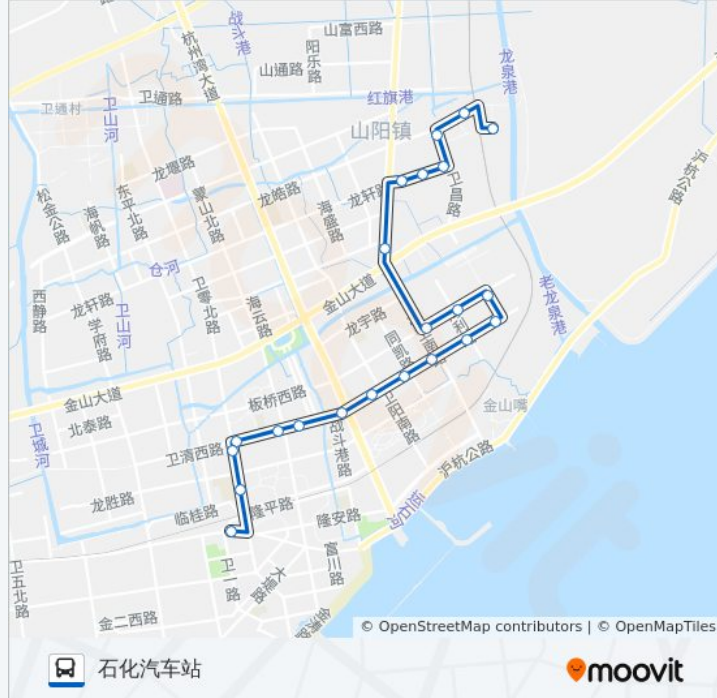 战斗港
山富西路
杭州湾大道
阳乐路
山通路
龙泉港
卫通村
卫通路
卫山河
红旗港
山阳镇
沪杭公路
龙堰路
卫昌路
松金公路
东平北路
蒙山北路
龙皓路
龙轩路
海盛路
海帆路
仓河
西静路
龙轩路
学府路
卫山河
卫零北路
海云路
金山大道
龙宇路
同凯路
老龙泉港
金山大道
板桥西路
卫阳南路
金山嘴
北泰路
卫城河
卫清西路
战斗港路
沪杭公路
龙胜路
临桂路
隆平路
隆安路
卫五北路
卫一路
大堤路
富川路
金二西路
© OpenStreetMap contributors | © OpenMapTiles
石化汽车站
moovit